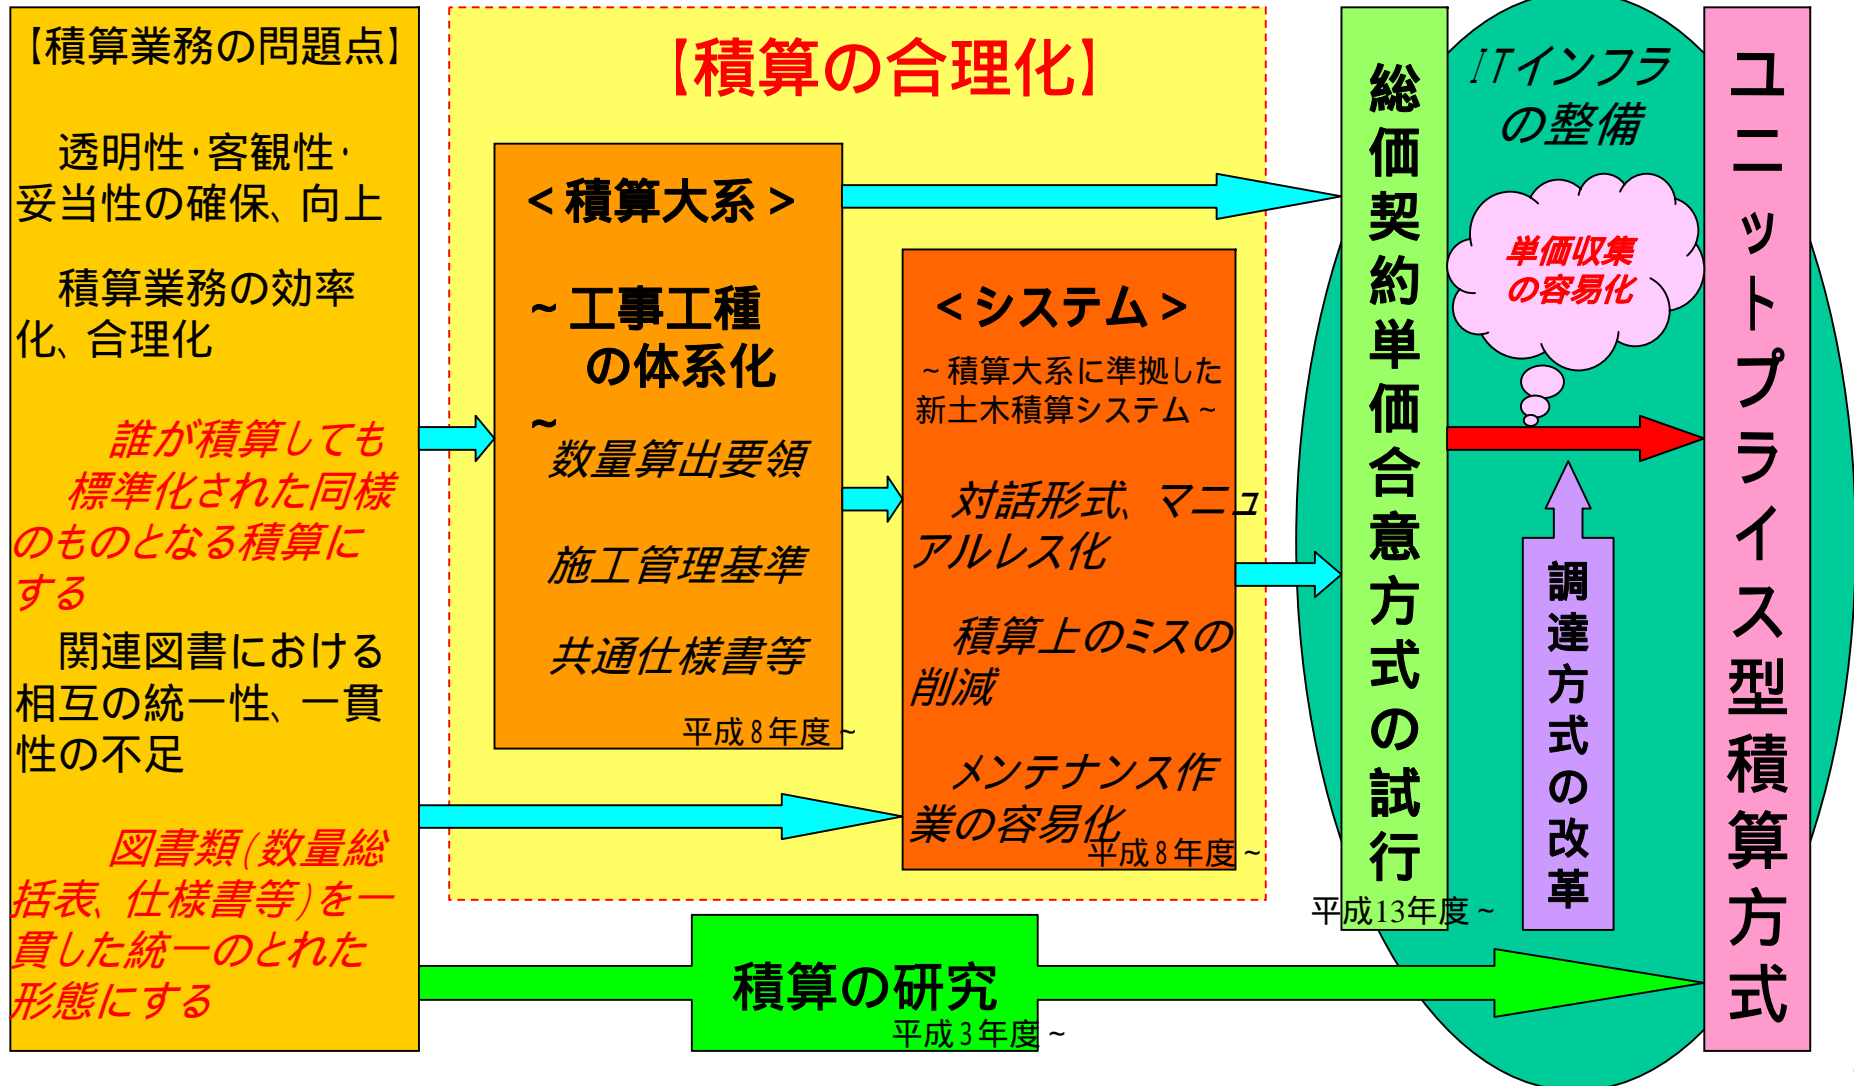 【積算業務の問題点】
透明性・客観性・
妥当性の確保、向上
積算業務の効率
化、合理化
誰が積算しても
標準化された同様
のものとなる積算に
する
関連図書における
相互の統一性、一貫
性の不足
図書類(数量総
括表、仕様書等)を一
貫した統一のとれた
形態にする
【積算の合理化】
<積算大系>
~工事工種
の体系化
~
数量算出要領
施工管理基準
共通仕様書等
平成8年度~
<システム>
~積算大系に準拠した
新土木積算システム~
対話形式、マニュ
アルレス化
積算上のミスの
削減
メンテナンス作
業の容易化
平成8年度~
積算の研究
平成3年度~
総価契約単価合意方式の試行
平成13年度~
ITインフラ
の整備
単価収集
の容易化
調達方式の改革
ユニットプライス型積算方式